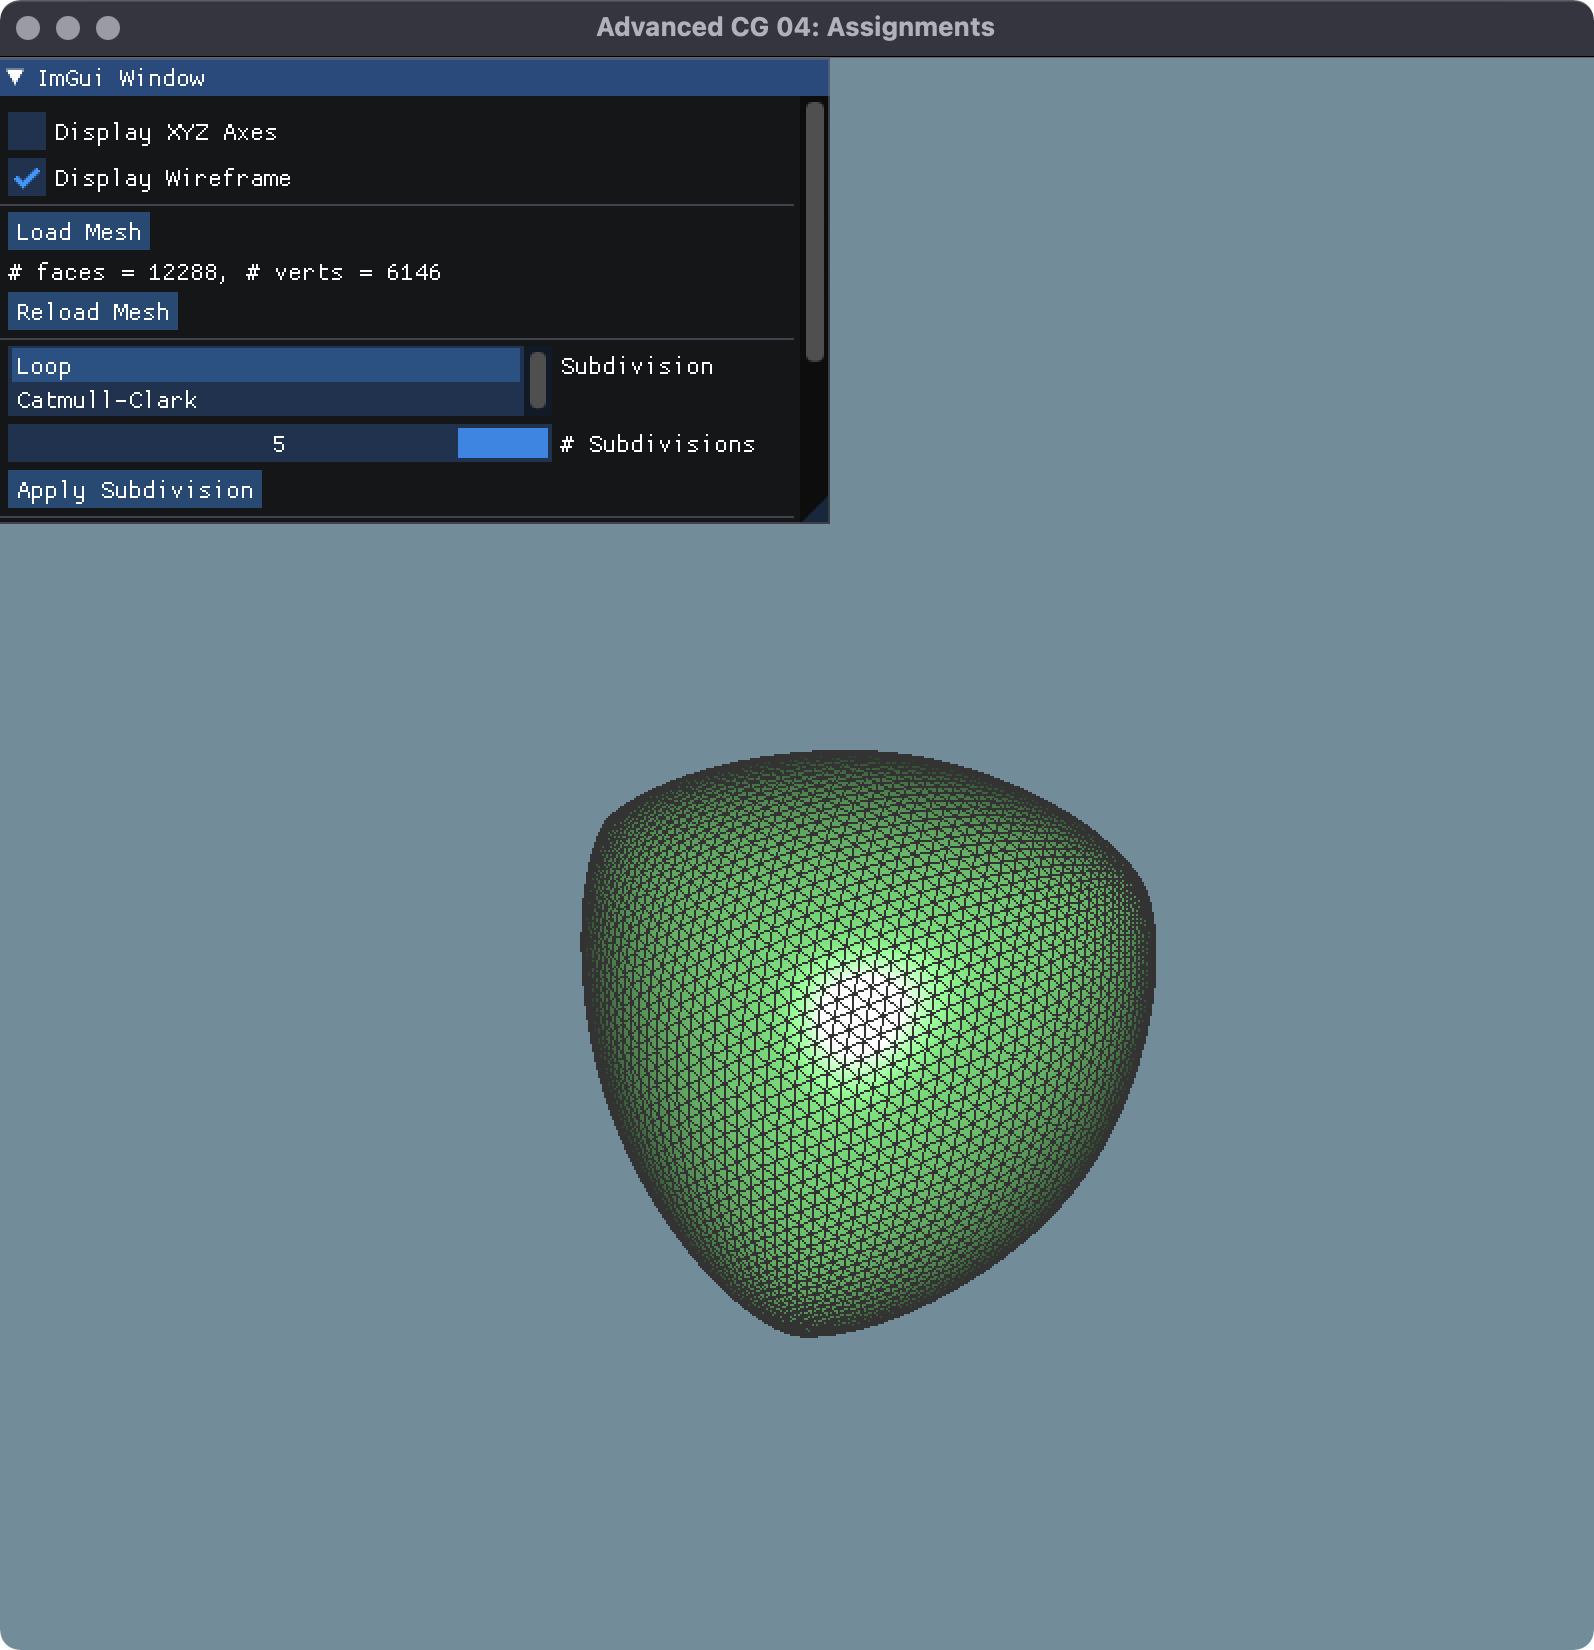 Advanced CG 04: Assignments
ImGui Window
Display XYZ Axes
Display Wireframe
Load Mesh
# faces = 12288, # verts = 6146
Reload Mesh
Loop
Subdivision
Catmull-Clark
5 # Subdivisions
Apply Subdivision